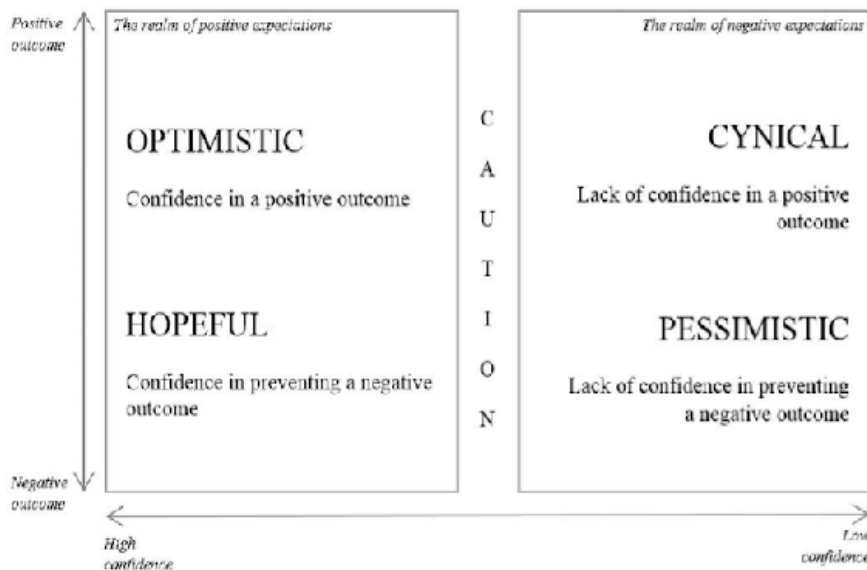 Positive
outcome
The realm of positive expectations
The realm of negative expectations
OPTIMISTIC
Confidence in a positive outcome
HOPEFUL
Confidence in preventing a negative
outcome
C
A
U
T
I
O
N
CYNICAL
Lack of confidence in a positive
outcome
PESSIMISTIC
Lack of confidence in preventing
a negative outcome
Negative
outcome
High
confidence
Low
confidence